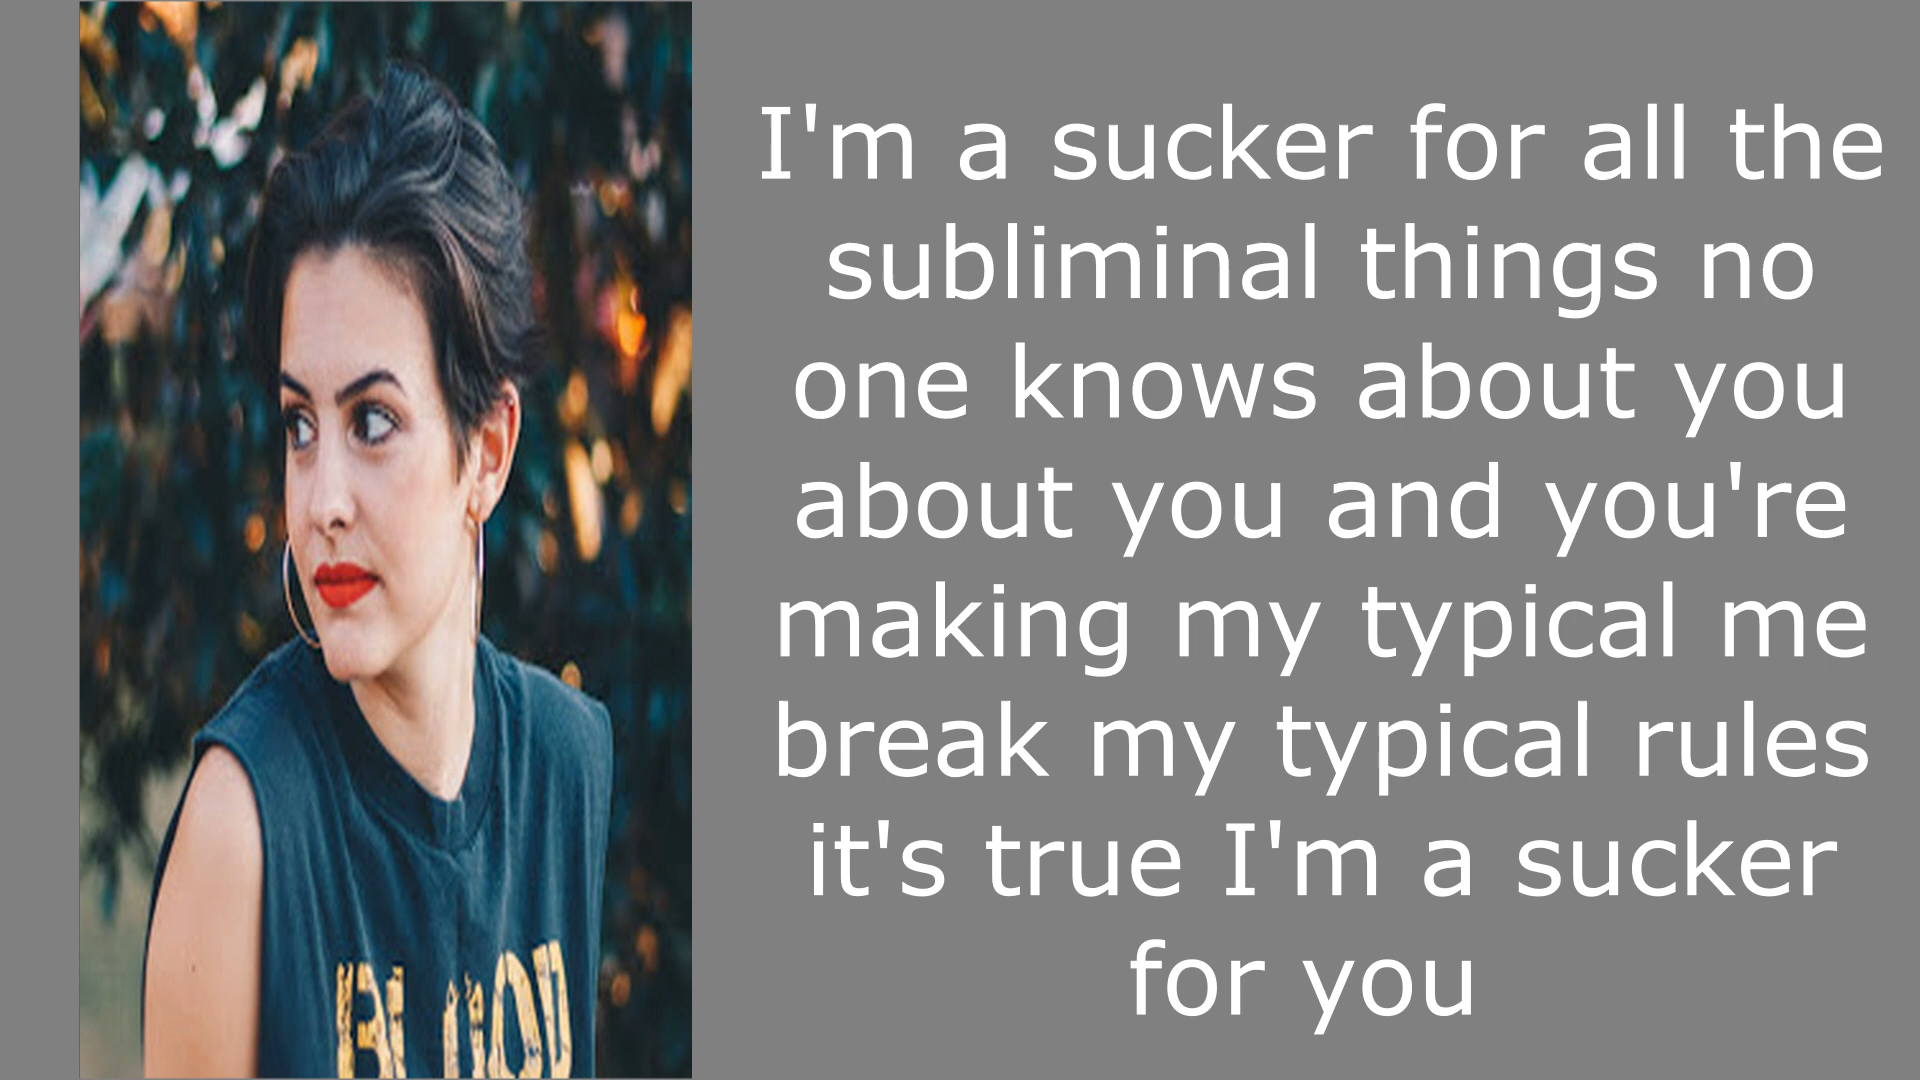 I'm a sucker for all the
subliminal things no
one knows about you
about you and you're
making my typical me
break my typical rules
it's true I'm a sucker
for you
BLOOD